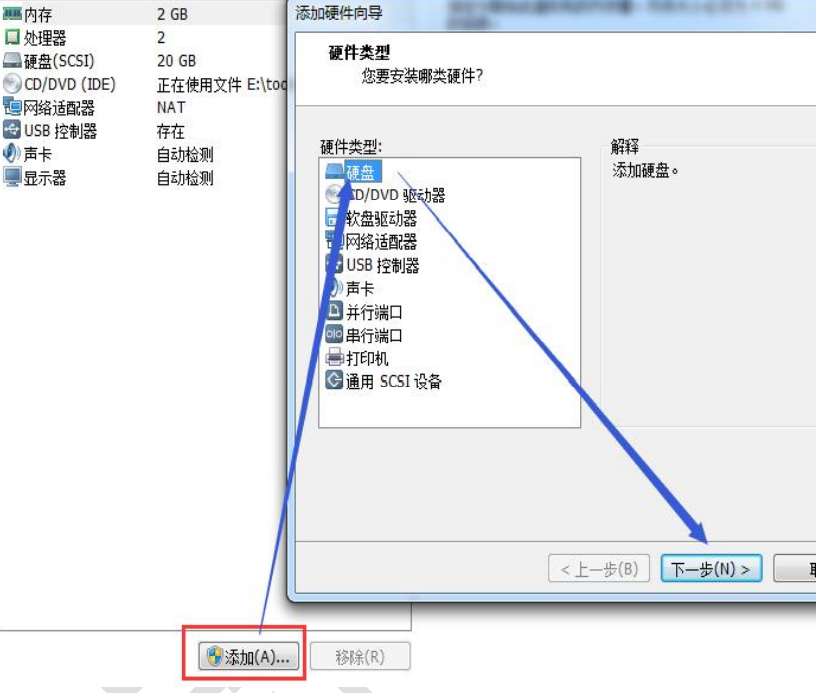 内存 2 GB
处理器 2
硬盘(SCSI) 20 GB
CD/DVD (IDE) 正在使用文件 E:\too
网络适配器 NAT
USB 控制器 存在
声卡 自动检测
显示器 自动检测
添加(A)...
移除(R)
添加硬件向导
硬件类型
您要安装哪类硬件?
硬件类型:
硬盘
CD/DVD 驱动器
软盘驱动器
网络适配器
USB 控制器
声卡
并行端口
串行端口
打印机
通用 SCSI 设备
解释
添加硬盘。
< 上一步(B)
下一步(N) >